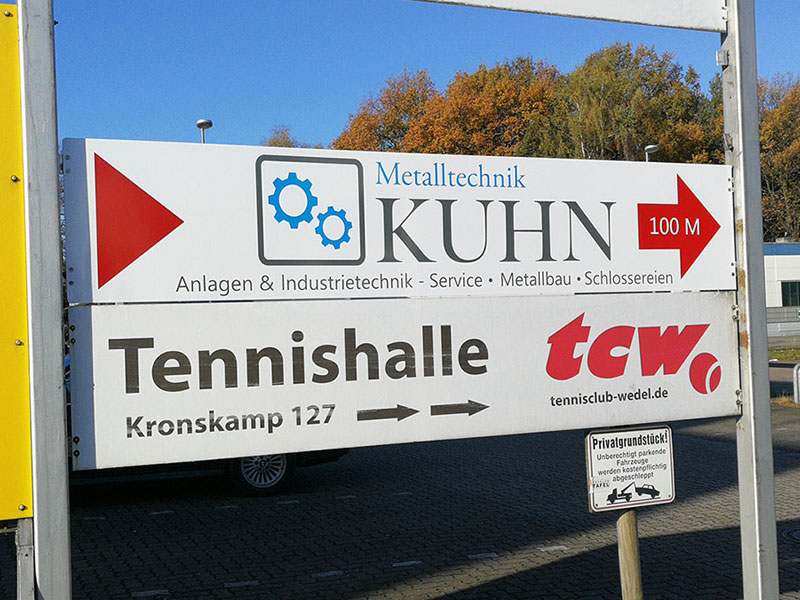 Metalltechnik
KUHN
100 M
Anlagen & Industrietechnik - Service • Metallbau • Schlossereien
Tennishalle
Kronskamp 127
tcw
tennisclub-wedel.de
Privatgrundstück!
Unberechtigt parkende
Fahrzeuge
werden kostenpflichtig
abgeschleppt
TAFEL